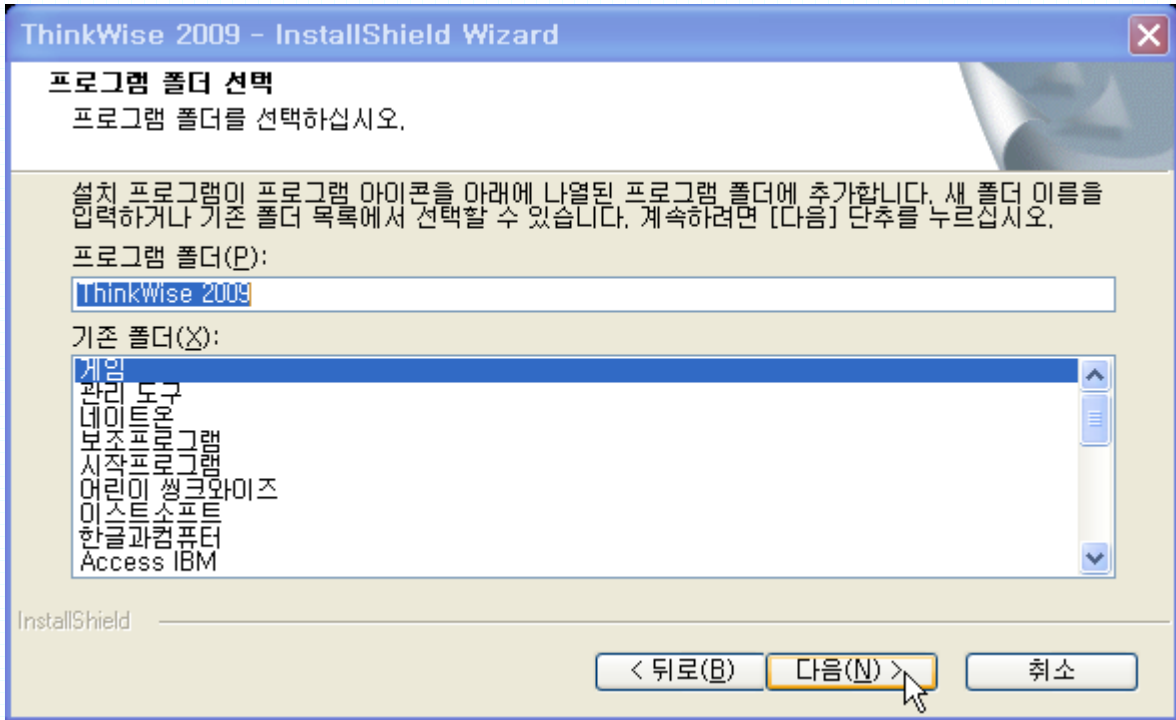 ThinkWise 2009 - InstallShield Wizard
프로그램 폴더 선택
프로그램 폴더를 선택하십시오.
설치 프로그램이 프로그램 아이콘을 아래에 나열된 프로그램 폴더에 추가합니다. 새 폴더 이름을
입력하거나 기존 폴더 목록에서 선택할 수 있습니다. 계속하려면 [다음] 단추를 누르십시오.
프로그램 폴더(P):
ThinkWise 2009
기존 폴더(X):
게임
관리 도구
네이트온
보조프로그램
시작프로그램
어린이 씽크와이즈
이스트소프트
한글과컴퓨터
Access IBM
InstallShield
< 뒤로(B) 다음(N) > 취소